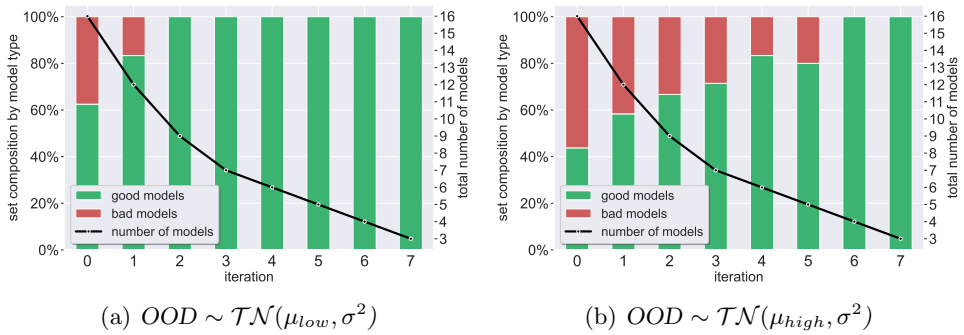 set composition by model type
100%
80%
60%
40%
20%
0%
good models
bad models
number of models
0 1 2 3 4 5 6 7
iteration
16
15
14
13
12
11
10
9
8
7
6
5
4
3
total number of models
(a) OOD ∼ 𝒯𝒩(μ_low, σ²)
set composition by model type
100%
80%
60%
40%
20%
0%
good models
bad models
number of models
0 1 2 3 4 5 6 7
iteration
16
15
14
13
12
11
10
9
8
7
6
5
4
3
total number of models
(b) OOD ∼ 𝒯𝒩(μ_high, σ²)